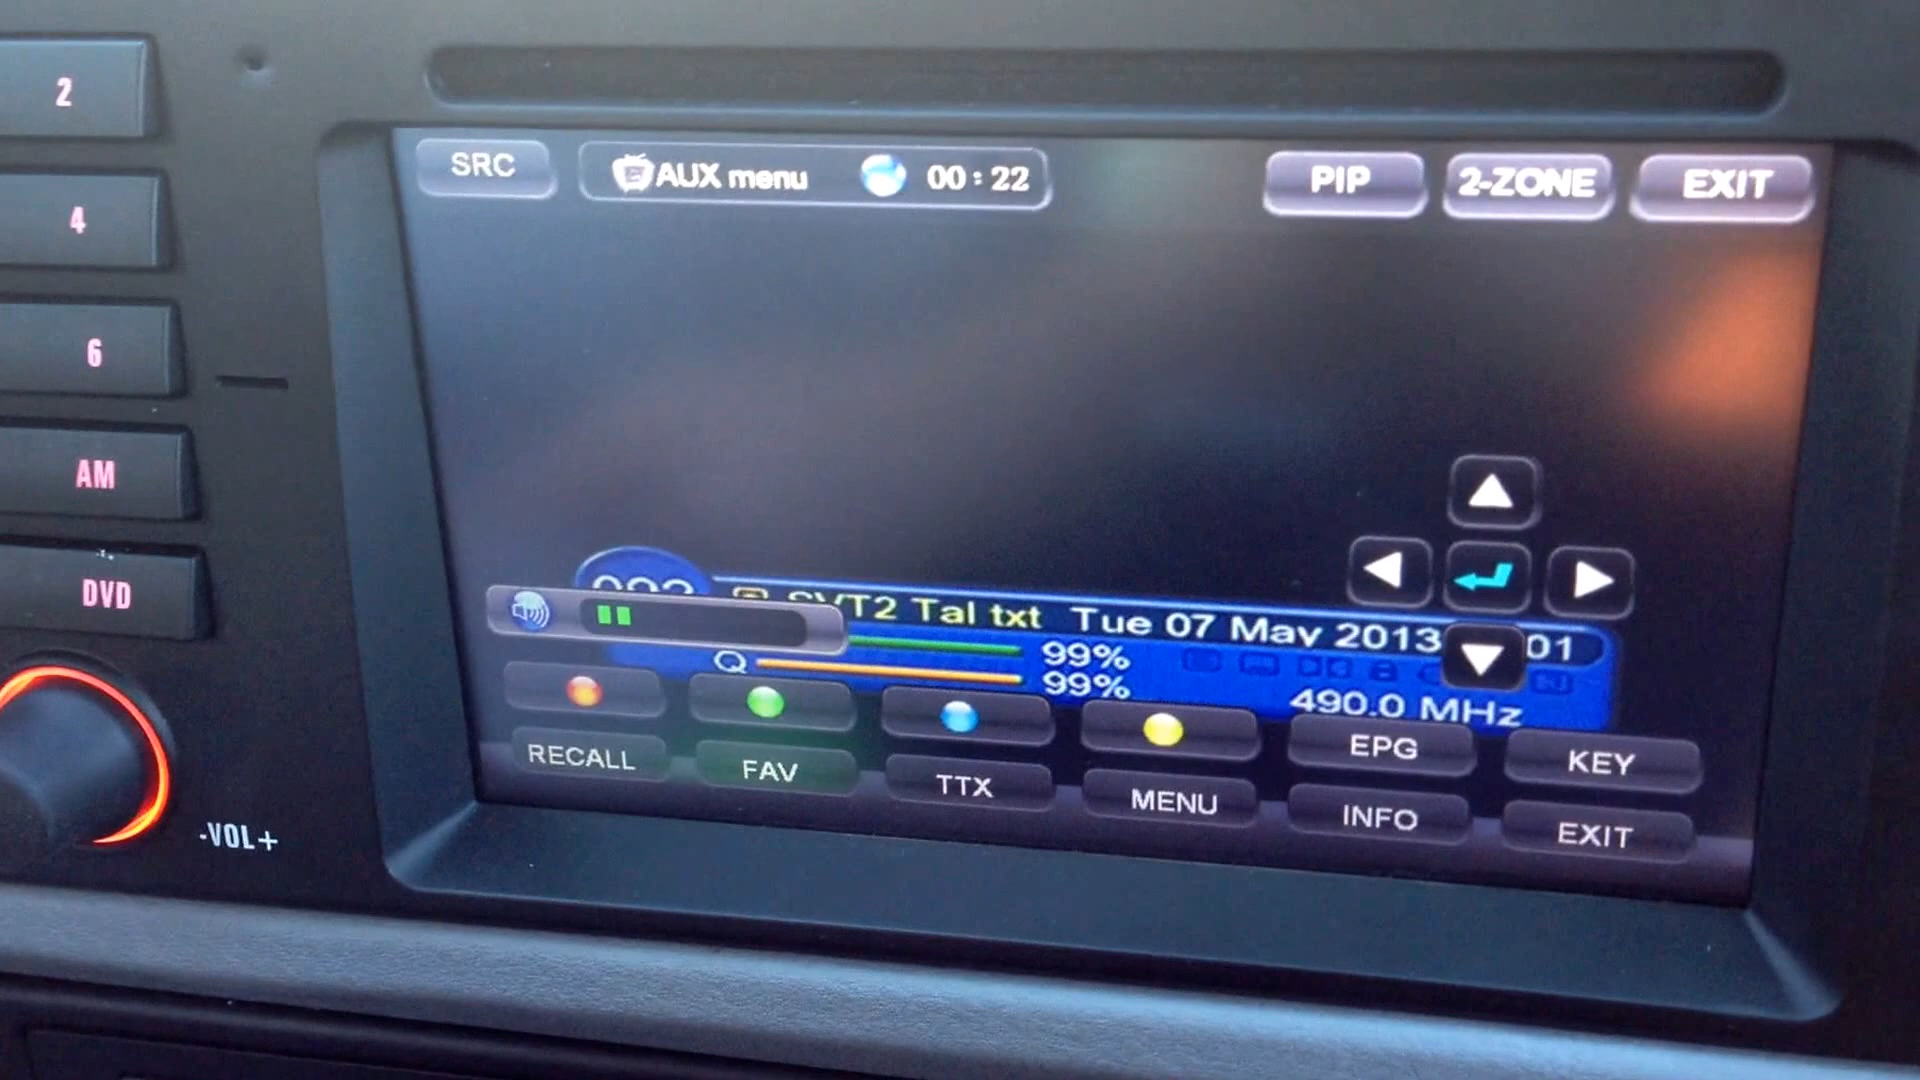 2
4
6
AM
DVD
-VOL+
SRC
AUX menu
00 : 22
PIP
2-ZONE
EXIT
SVT2 Tal txt
Tue 07 May 2013
01
Q
99%
99%
490.0 MHz
EPG
KEY
RECALL
FAV
TTX
MENU
INFO
EXIT